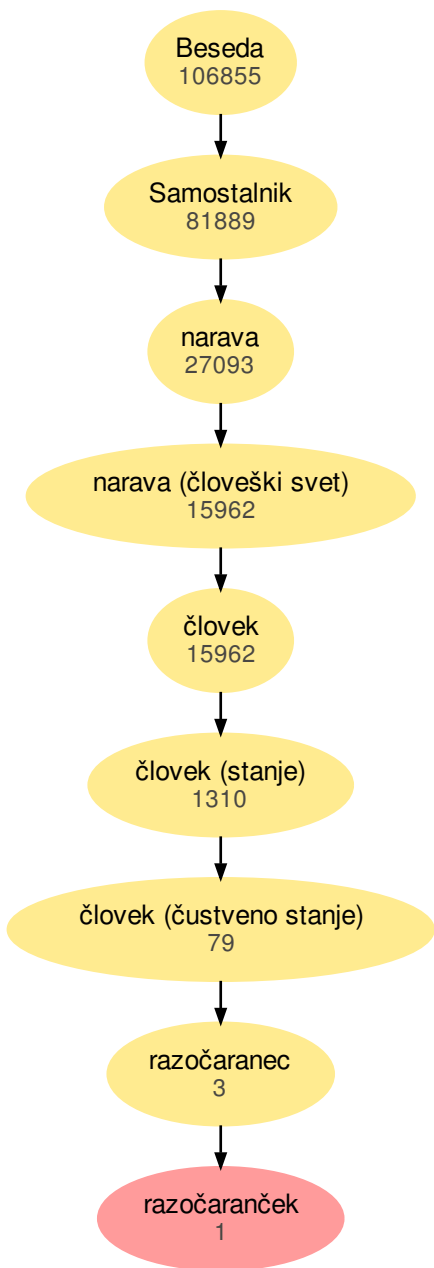 Beseda
106855
Samostalnik
81889
narava
27093
narava (človeški svet)
15962
človek
15962
človek (stanje)
1310
človek (čustveno stanje)
79
razočaranec
3
razočaranček
1